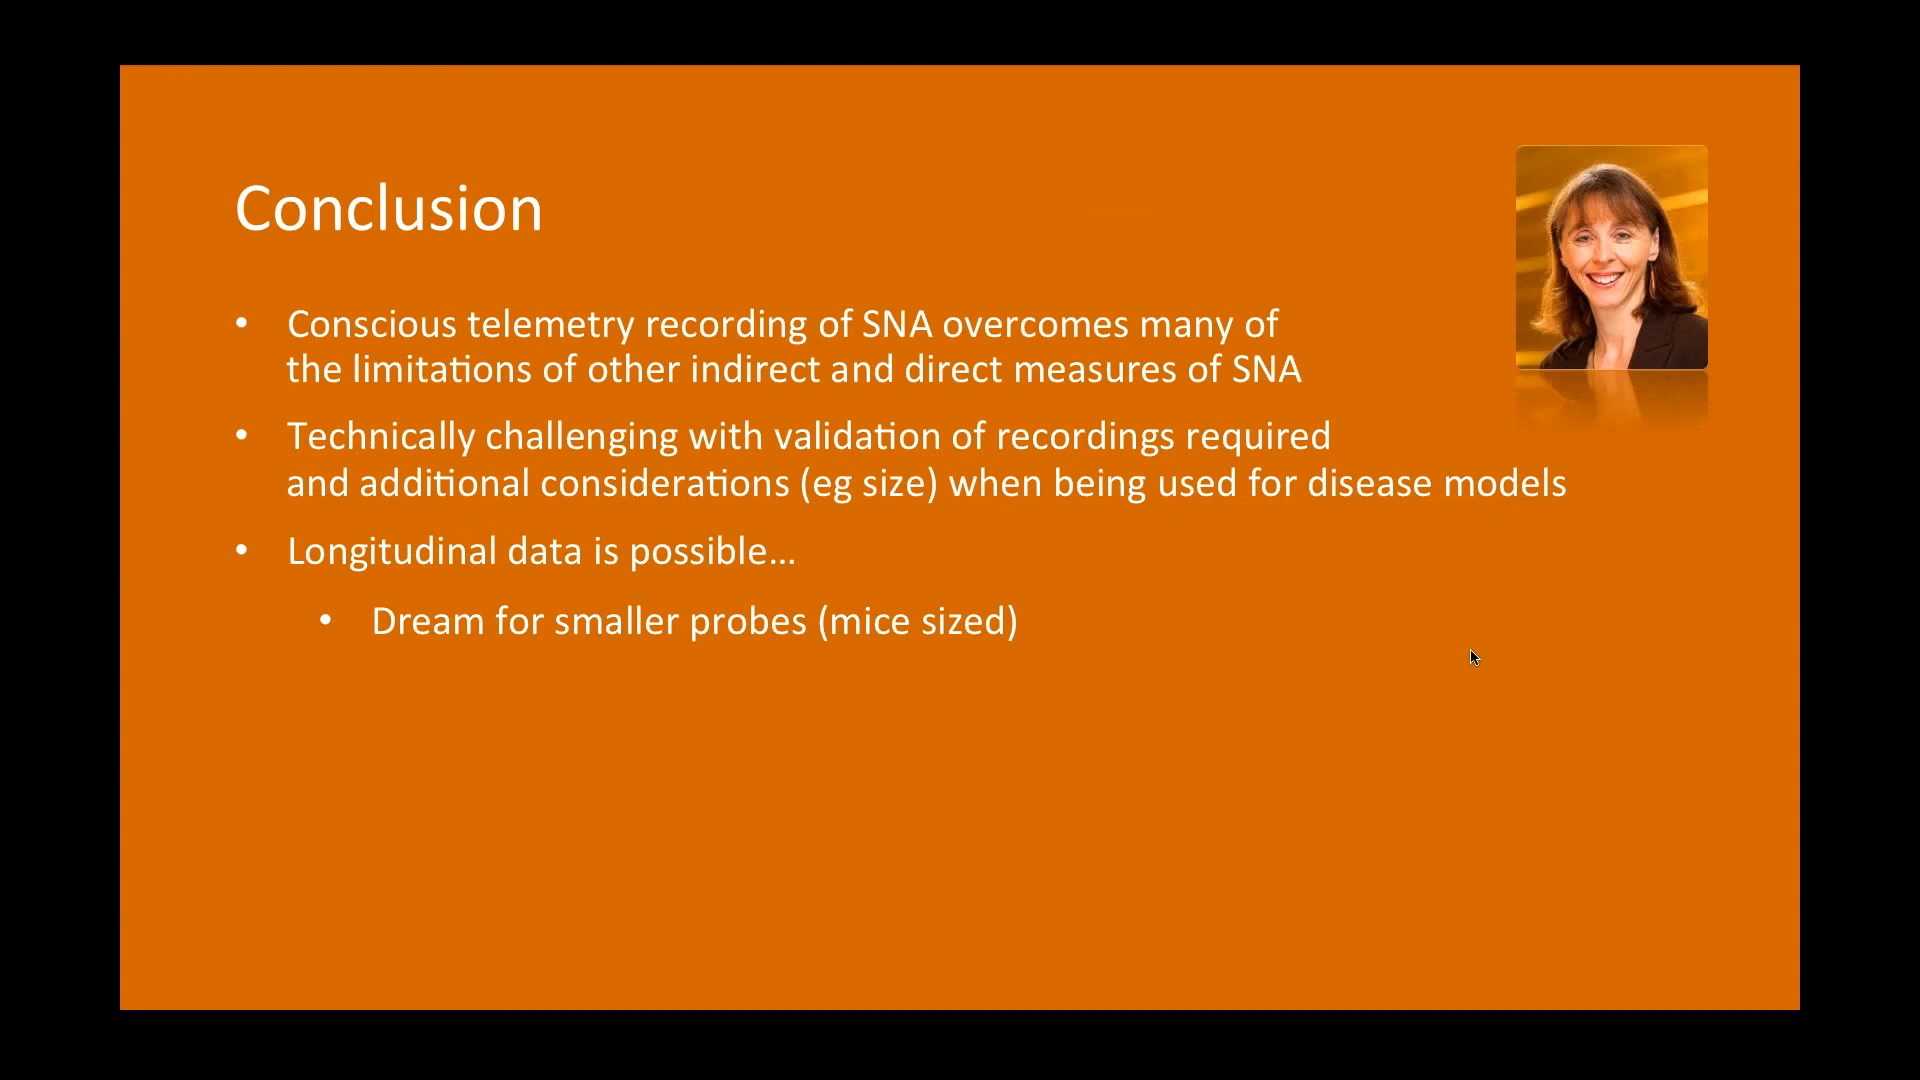 Conclusion
• Conscious telemetry recording of SNA overcomes many of
the limitations of other indirect and direct measures of SNA
• Technically challenging with validation of recordings required
and additional considerations (eg size) when being used for disease models
• Longitudinal data is possible…
• Dream for smaller probes (mice sized)